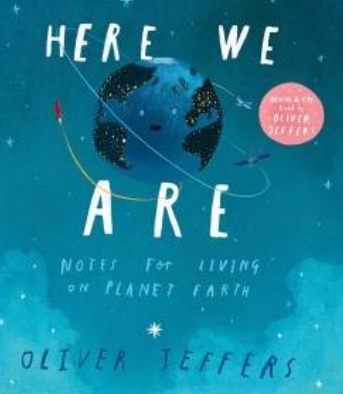 HERE WE
ARE
BOOK & CD
Read by
OLIVER
JEFFERS
NOTES FOR LIVING
ON PLANET EARTH
OLIVER JEFFERS